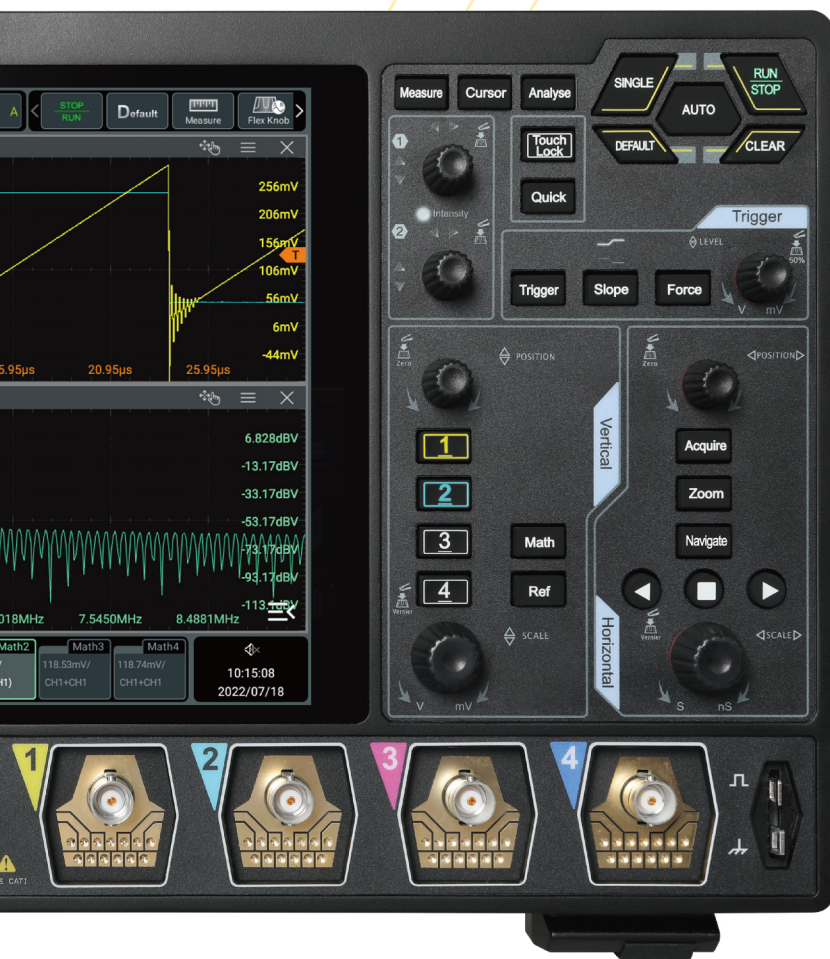 A
STOP
RUN
Default
Measure
Flex Knob
256mV
206mV
156mV
T
106mV
56mV
6mV
-44mV
5.95µs
20.95µs
25.95µs
6.828dBV
-13.17dBV
-33.17dBV
-53.17dBV
-73.17dBV
-93.17dBV
-113.1dBV
018MHz
7.5450MHz
8.4881MHz
Math2
Math3
Math4
V/
118.53mV/
118.74mV/
H1)
CH1+CH1
CH1+CH1
10:15:08
2022/07/18
Measure
Cursor
Analyse
SINGLE
RUN
STOP
AUTO
DEFAULT
CLEAR
1
Intensity
2
Touch
Lock
Quick
Trigger
LEVEL
50%
Trigger
Slope
Force
V
mV
Zero
POSITION
1
2
3
4
Math
Ref
Vernier
SCALE
V
mV
Vertical
Zero
POSITION
Acquire
Zoom
Navigate
Vernier
SCALE
S
nS
Horizontal
1
2
3
4
S CATI